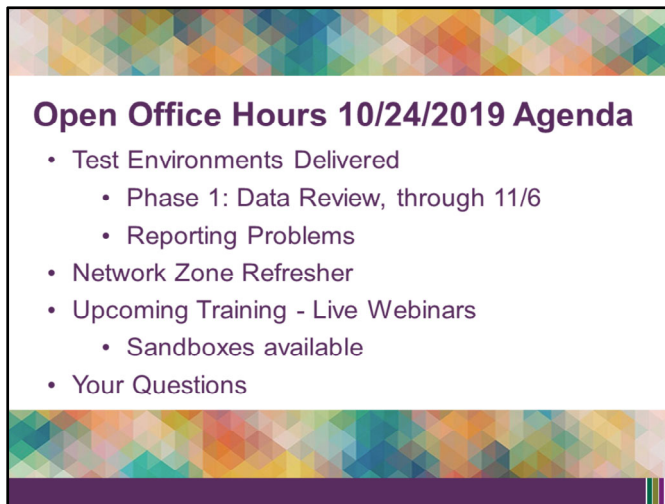 Open Office Hours 10/24/2019 Agenda
• Test Environments Delivered
• Phase 1: Data Review, through 11/6
• Reporting Problems
• Network Zone Refresher
• Upcoming Training - Live Webinars
• Sandboxes available
• Your Questions